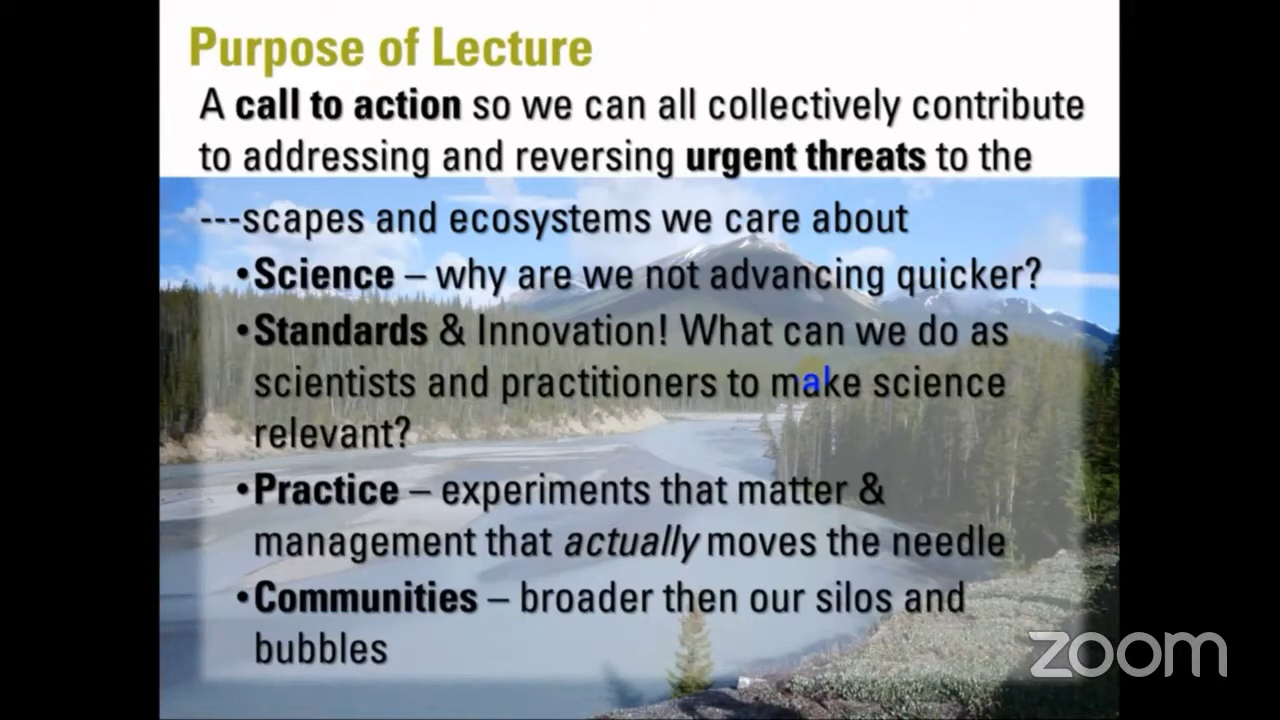 Purpose of Lecture
A call to action so we can all collectively contribute
to addressing and reversing urgent threats to the
---scapes and ecosystems we care about
•Science – why are we not advancing quicker?
•Standards & Innovation! What can we do as
scientists and practitioners to make science
relevant?
•Practice – experiments that matter &
management that actually moves the needle
•Communities – broader then our silos and
bubbles
zoom